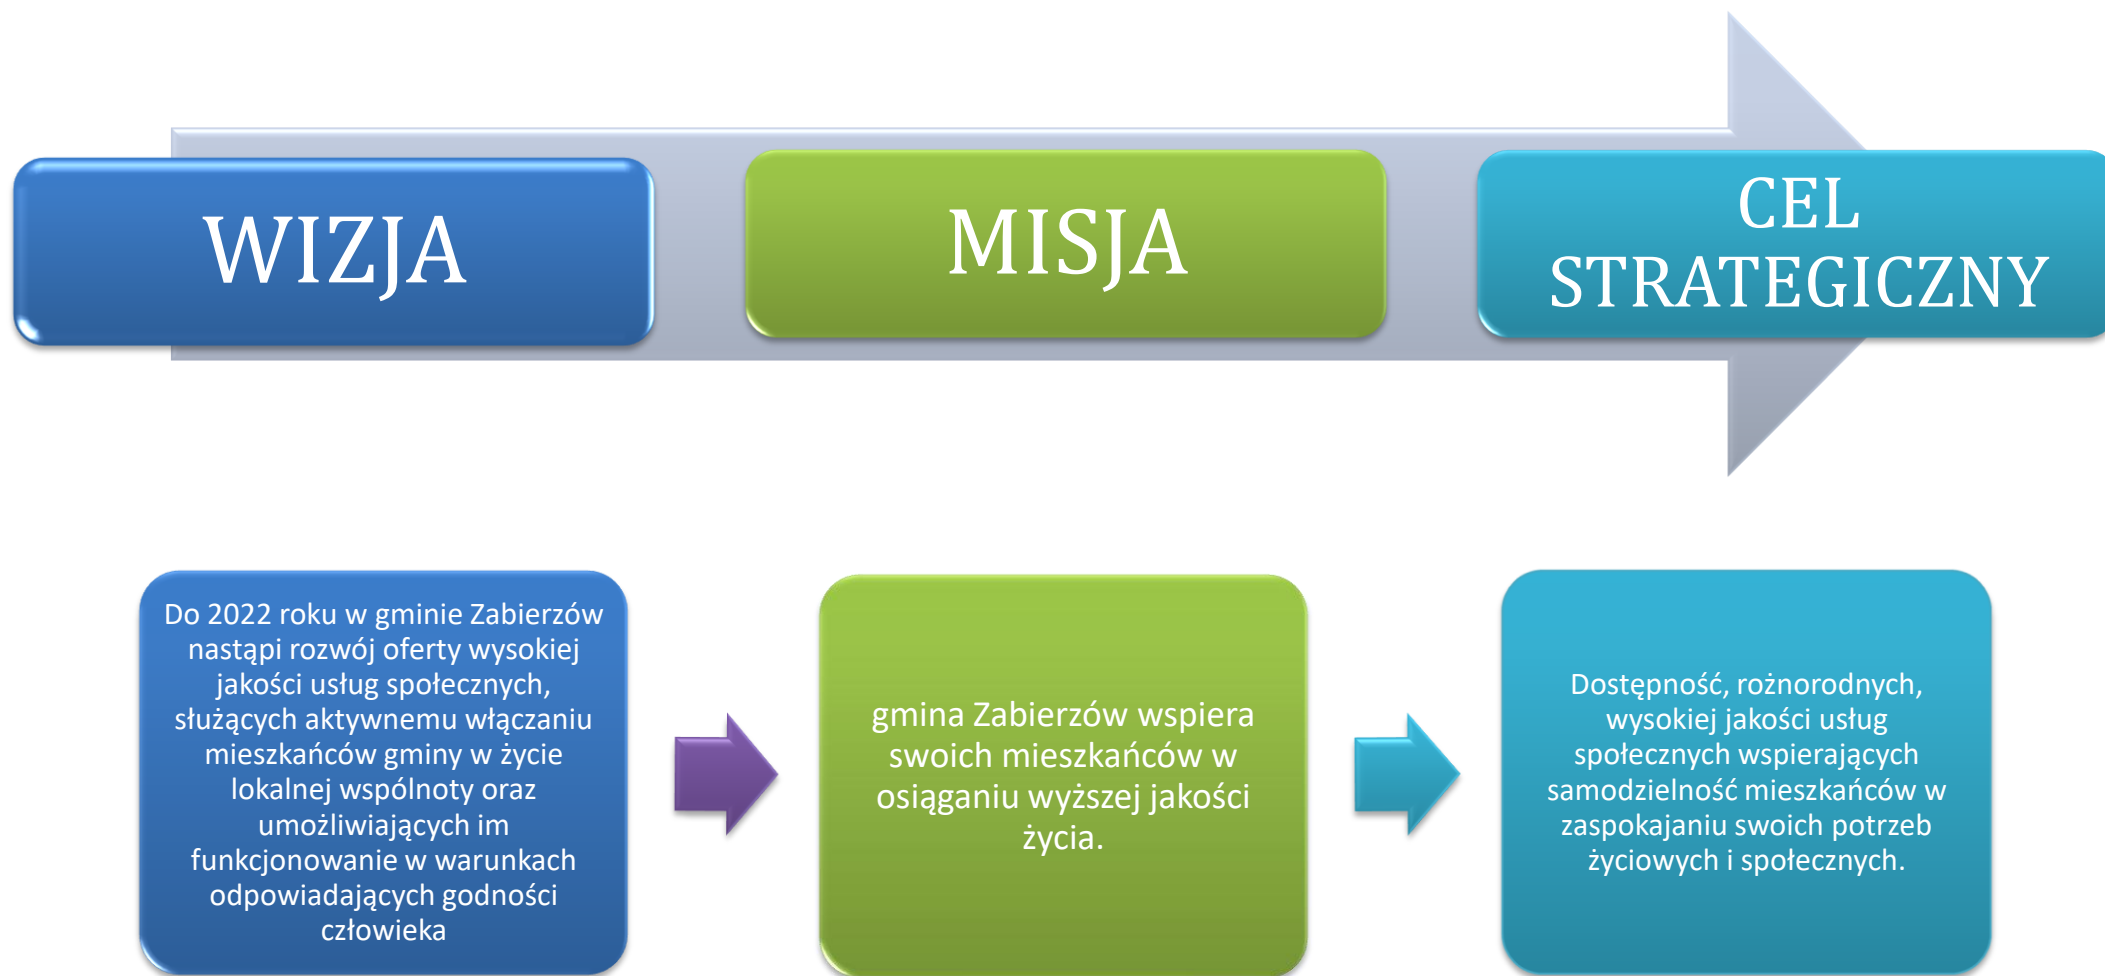 WIZJA
MISJA
CEL
STRATEGICZNY
Do 2022 roku w gminie Zabierzów
nastąpi rozwój oferty wysokiej
jakości usług społecznych,
służących aktywnemu włączaniu
mieszkańców gminy w życie
lokalnej wspólnoty oraz
umożliwiających im
funkcjonowanie w warunkach
odpowiadających godności
człowieka
gmina Zabierzów wspiera
swoich mieszkańców w
osiąganiu wyższej jakości
życia.
Dostępność, rożnorodnych,
wysokiej jakości usług
społecznych wspierających
samodzielność mieszkańców w
zaspokajaniu swoich potrzeb
życiowych i społecznych.